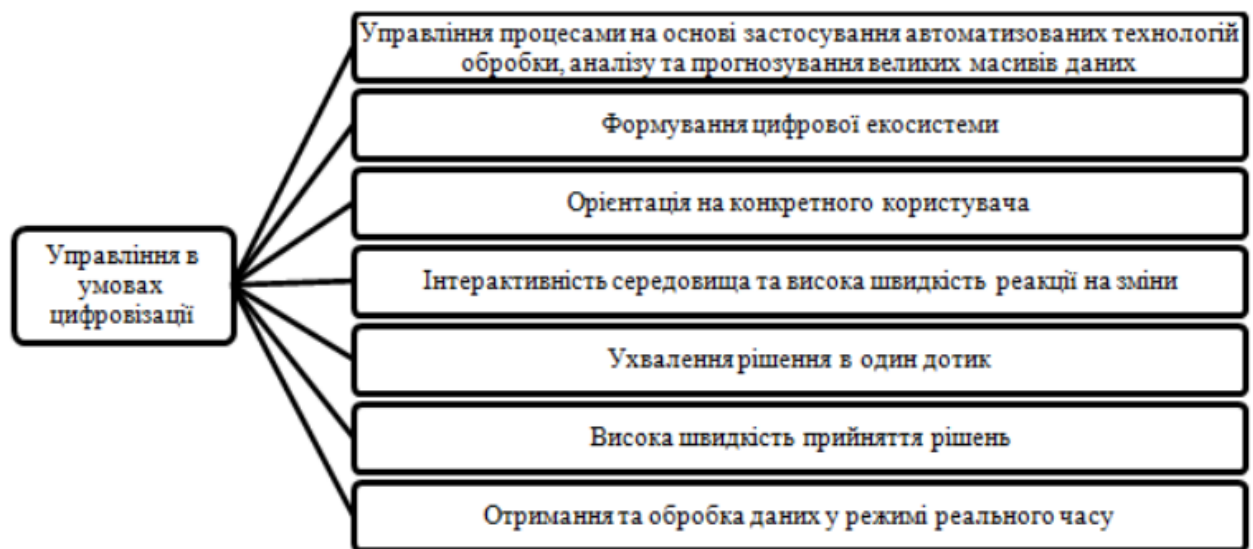 Управління процесами на основі застосування автоматизованих технологій
обробки, аналізу та прогнозування великих масивів даних
Формування цифрової екосистеми
Орієнтація на конкретного користувача
Управління в
умовах
цифровізації
Інтерактивність середовища та висока швидкість реакції на зміни
Ухвалення рішення в один дотик
Висока швидкість прийняття рішень
Отримання та обробка даних у режимі реального часу